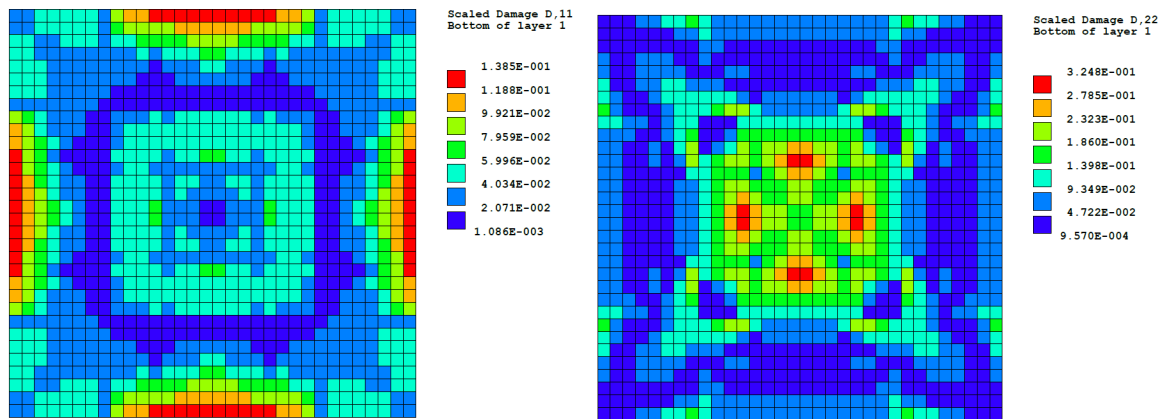 Scaled Damage D,11
Bottom of layer 1
1.385E-001
1.188E-001
9.921E-002
7.959E-002
5.996E-002
4.034E-002
2.071E-002
1.086E-003
Scaled Damage D,22
Bottom of layer 1
3.248E-001
2.785E-001
2.323E-001
1.860E-001
1.398E-001
9.349E-002
4.722E-002
9.570E-004